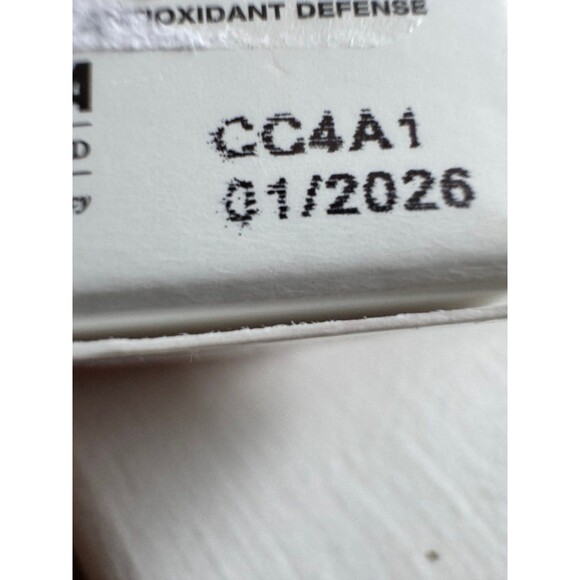 OXIDANT DEFENSE
CC4A1
01/2026